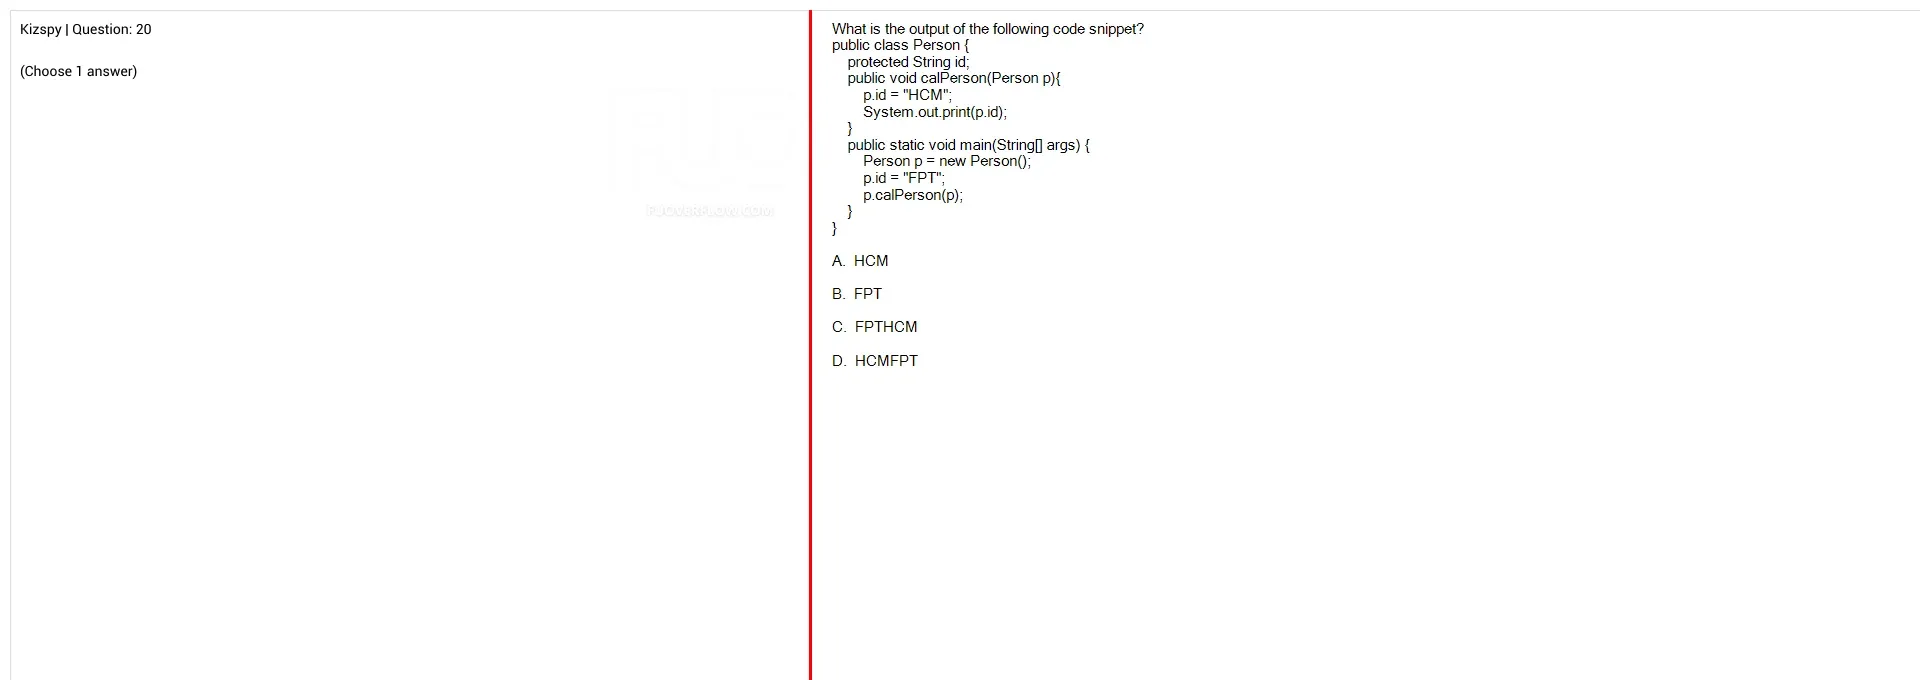 Kizspy | Question: 20
(Choose 1 answer)
FUOVERFLOW.COM
What is the output of the following code snippet?
public class Person {
protected String id;
public void calPerson(Person p){
p.id = "HCM";
System.out.print(p.id);
}
public static void main(String[] args) {
Person p = new Person();
p.id = "FPT";
p.calPerson(p);
}
}
A. HCM
B. FPT
C. FPTHCM
D. HCMFPT